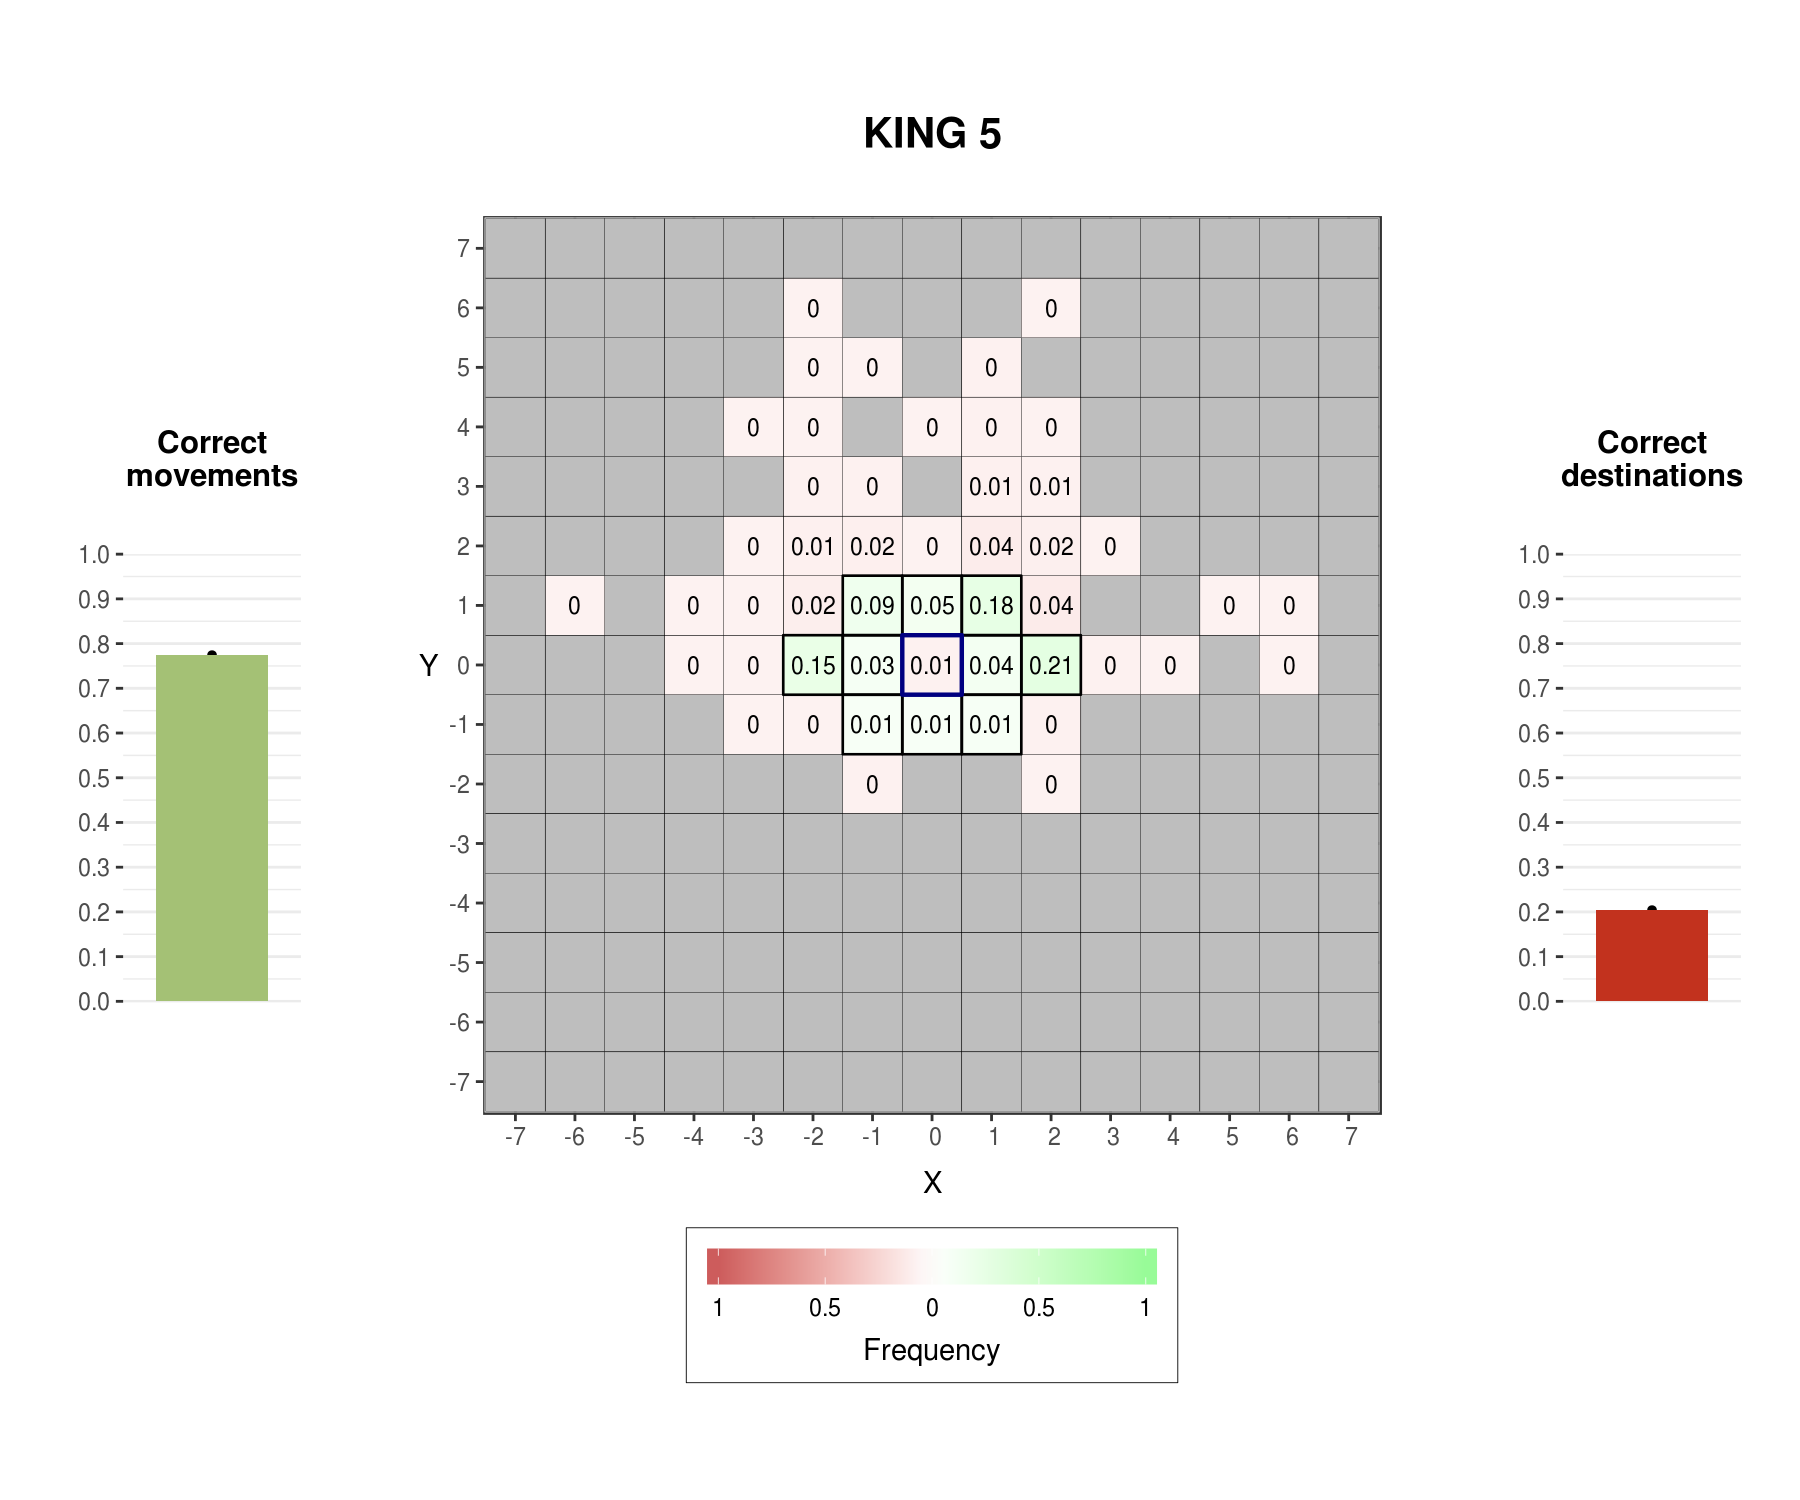 KING 5
Correct
movements
1.0
0.9
0.8
0.7
0.6
0.5
0.4
0.3
0.2
0.1
0.0
Y
7
6 0 0
5 0 0 0
4 0 0 0 0 0
3 0 0 0.01 0.01
2 0 0.01 0.02 0 0.04 0.02 0
1 0 0 0 0.02 0.09 0.05 0.18 0.04 0 0
0 0 0 0.15 0.03 0.01 0.04 0.21 0 0 0
-1 0 0 0.01 0.01 0.01 0
-2 0 0
-3
-4
-5
-6
-7
-7 -6 -5 -4 -3 -2 -1 0 1 2 3 4 5 6 7
X
1 0.5 0 0.5 1
Frequency
Correct
destinations
1.0
0.9
0.8
0.7
0.6
0.5
0.4
0.3
0.2
0.1
0.0